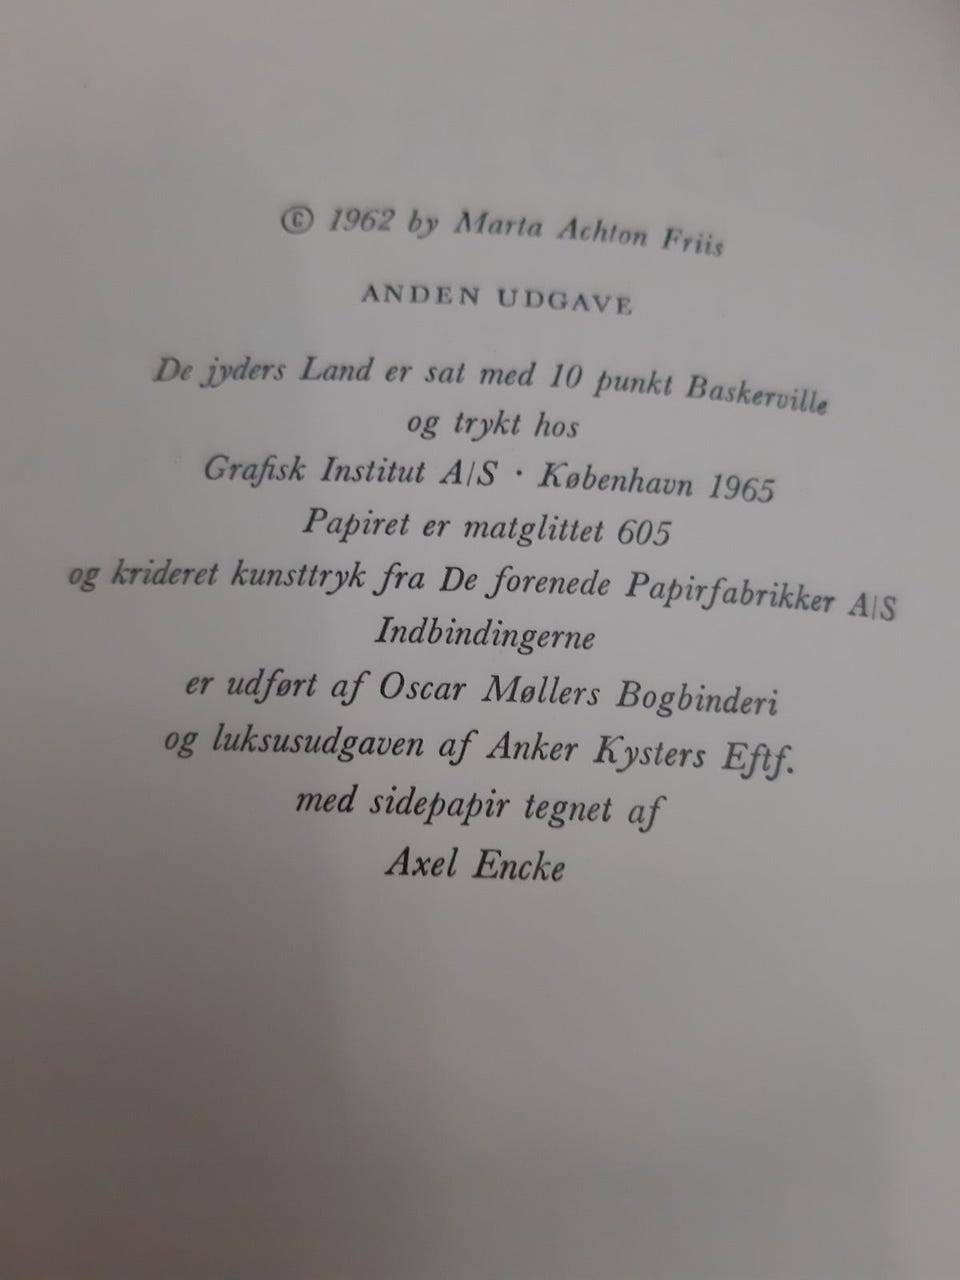 © 1962 by Marta Achton Friis
ANDEN UDGAVE
De jyders Land er sat med 10 punkt Baskerville
og trykt hos
Grafisk Institut A/S · København 1965
Papiret er matglittet 605
og krideret kunsttryk fra De forenede Papirfabrikker A/S
Indbindingerne
er udført af Oscar Møllers Bogbinderi
og luksusudgaven af Anker Kysters Eftf.
med sidepapir tegnet af
Axel Encke